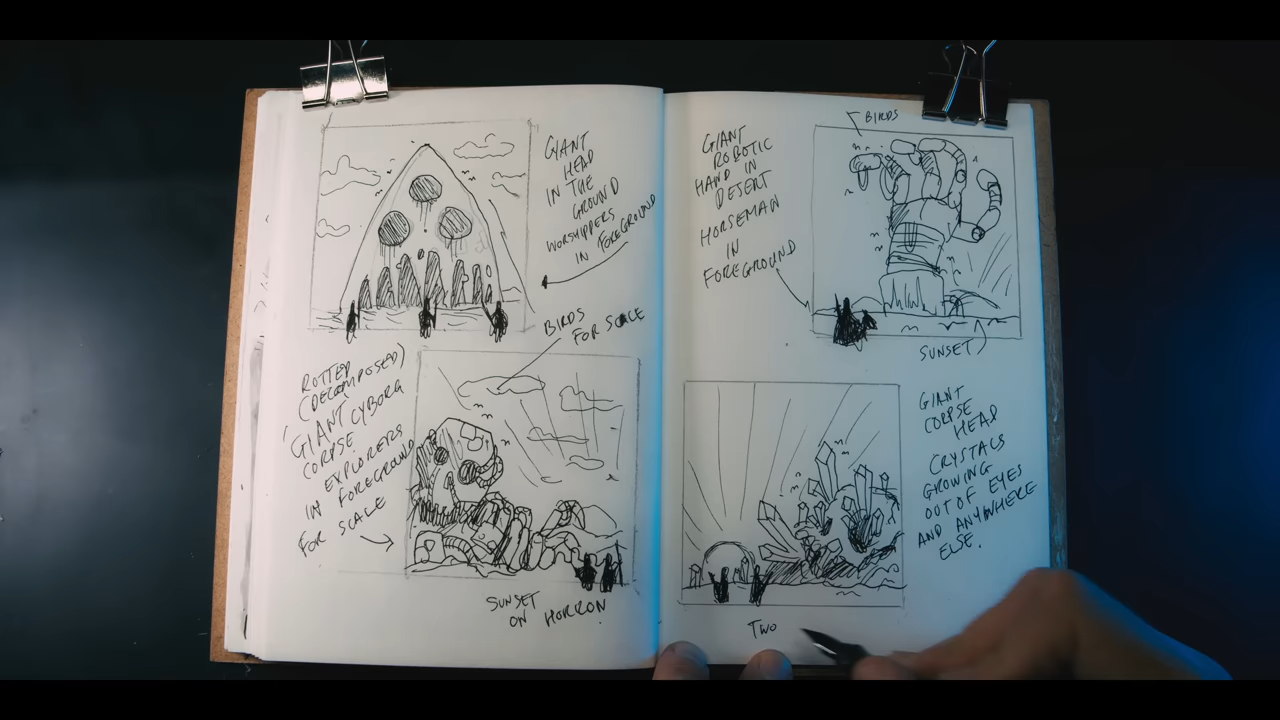 GIANT
HEAD
IN THE
GROUND
WORSHIPPERS
IN FOREGROUND
BIRDS
FOR SCALE
ROTTED
(DECOMPOSED)
GIANT CYBORG
CORPSE
IN EXPLORERS
FOREGROUND
FOR SCALE
SUNSET
ON HORRON
BIRDS
GIANT
ROBOTIC
HAND IN
DESERT
HORSEMAN
IN
FOREGROUND
SUNSET
GIANT
CORPSE
HEAD
CRYSTALS
GROWING
OUT OF EYES
AND ANYWHERE
ELSE.
TWO